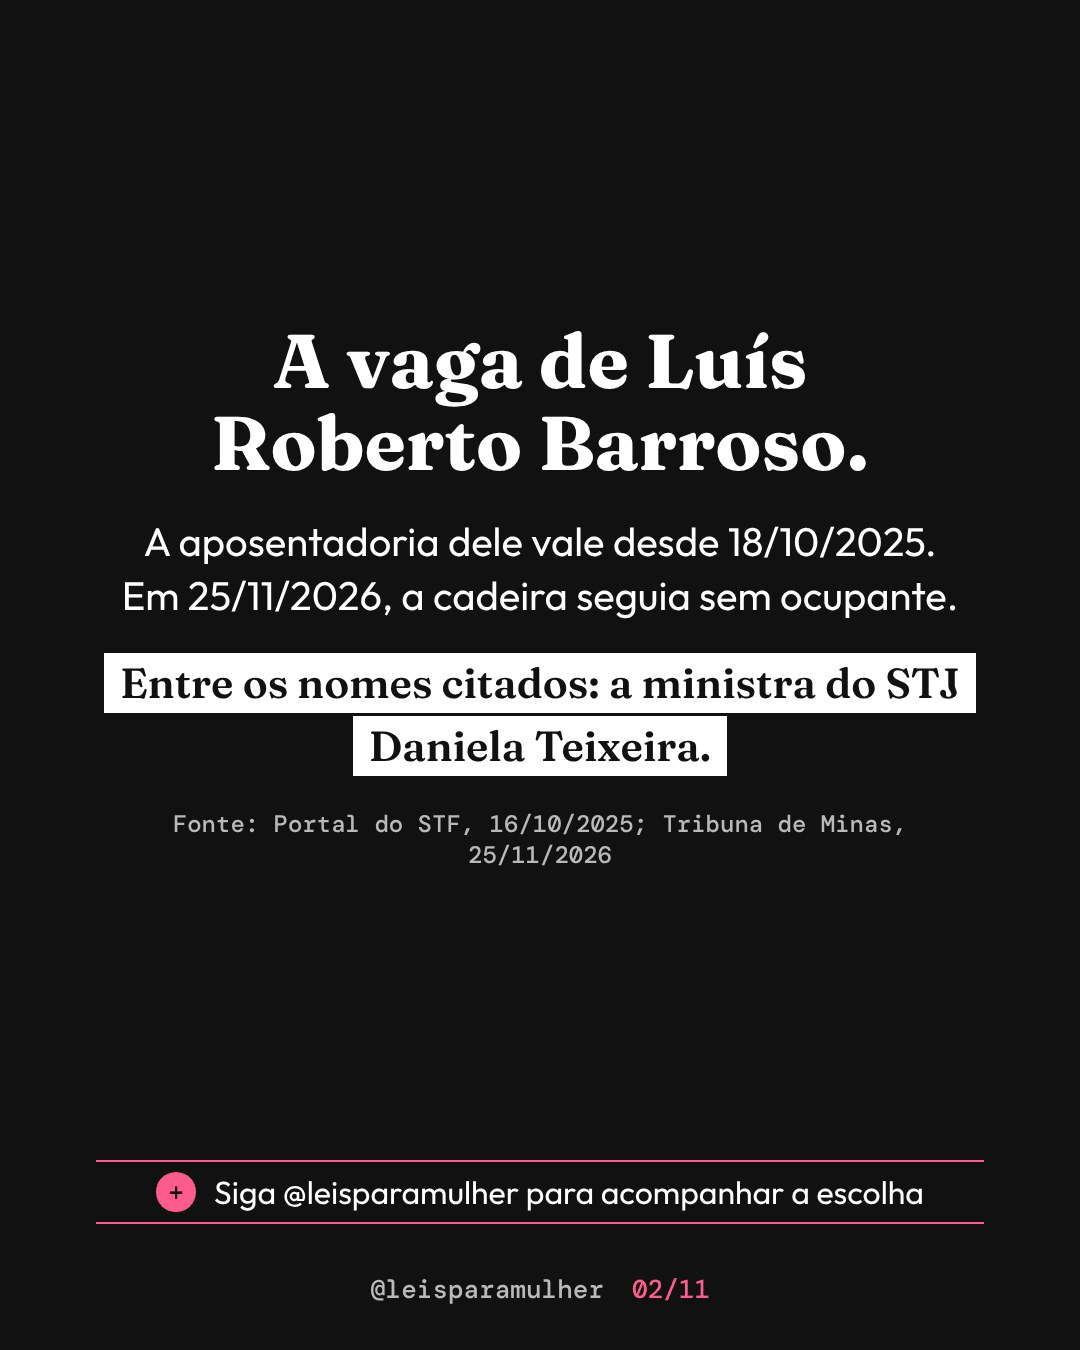 A vaga de Luís
Roberto Barroso.
A aposentadoria dele vale desde 18/10/2025.
Em 25/11/2026, a cadeira seguia sem ocupante.
Entre os nomes citados: a ministra do STJ
Daniela Teixeira.
Fonte: Portal do STF, 16/10/2025; Tribuna de Minas,
25/11/2026
+ Siga @leisparamulher para acompanhar a escolha
@leisparamulher 02/11